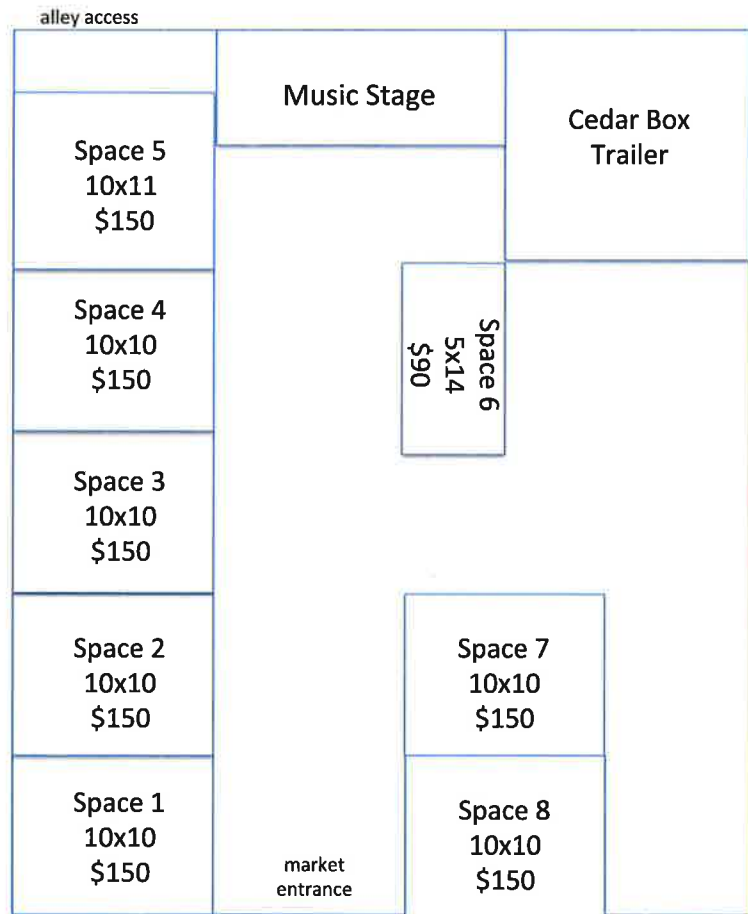 alley access
Music Stage
Cedar Box
Trailer
Space 5
10x11
$150
Space 4
10x10
$150
Space 6
5x14
$90
Space 3
10x10
$150
Space 2
10x10
$150
Space 7
10x10
$150
Space 1
10x10
$150
Space 8
10x10
$150
market
entrance